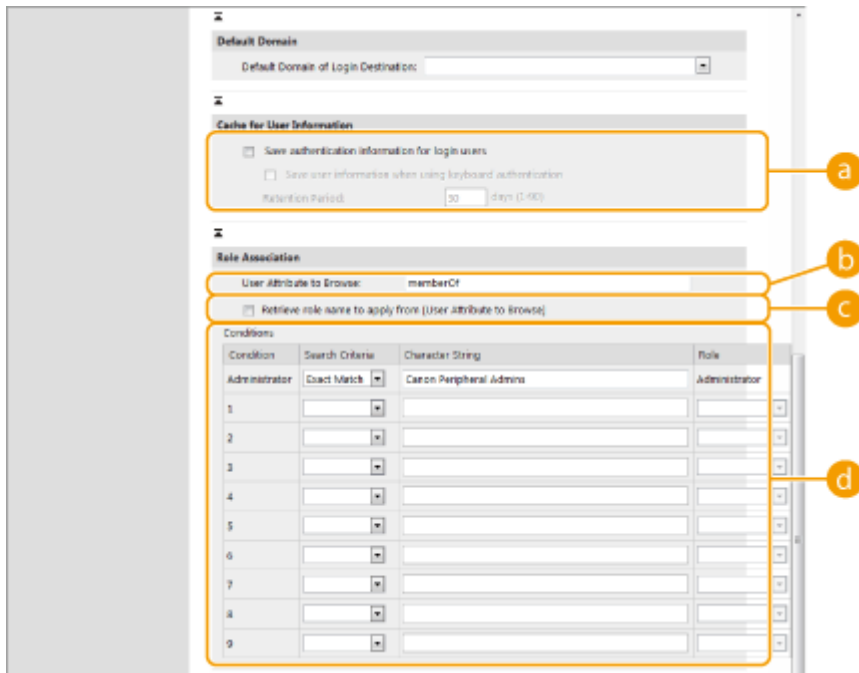 Default Domain
Default Domain of Login Destination:
Cache for User Information
Save authentication information for login users
a
Save user information when using keyboard authentication
Retention Period: 30 days (1-90)
Role Association
b
User Attribute to Browse: memberOf
Retrieve role name to apply from [User Attribute to Browse]
c
Conditions
Condition Search Criteria Character String Role
Administrator Exact Match Canon Peripheral Admins Administrator
1
2
3
4
d
5
6
7
8
9